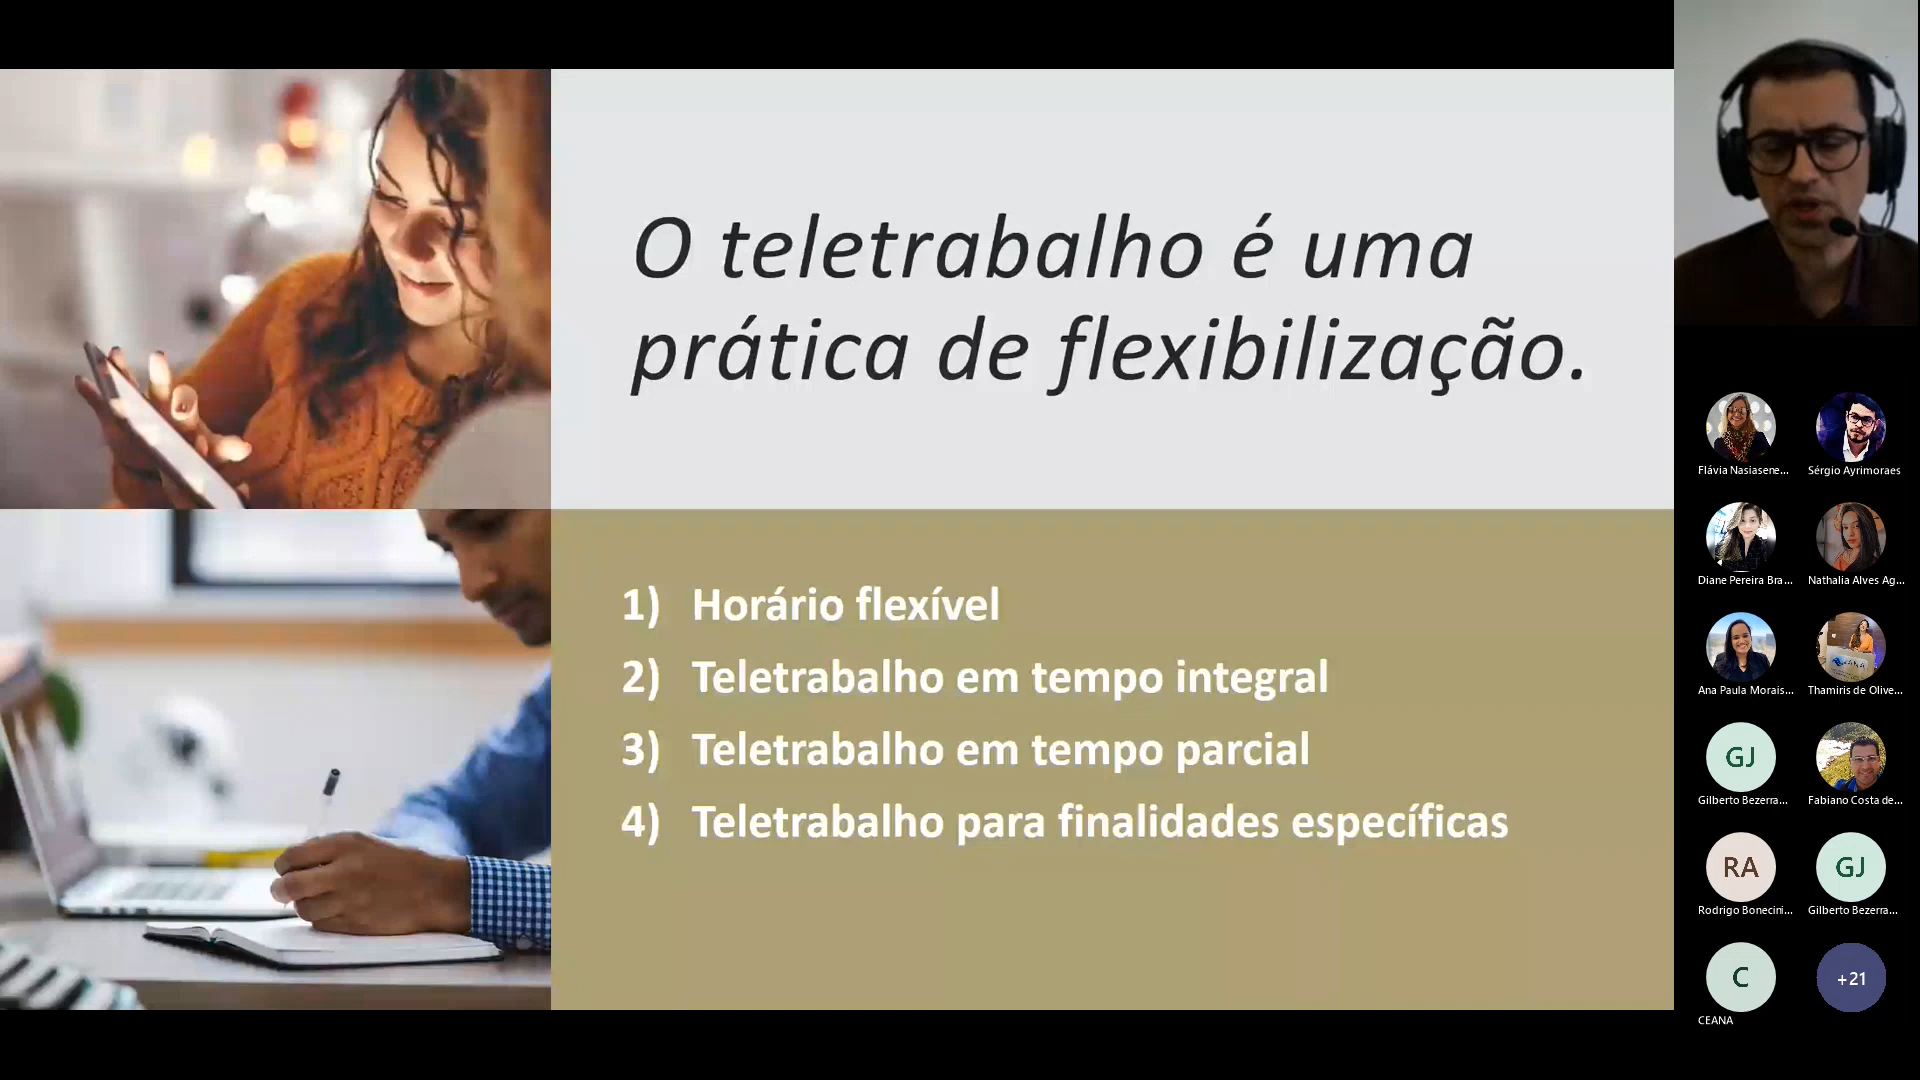 O teletrabalho é uma
prática de flexibilização.
1) Horário flexível
2) Teletrabalho em tempo integral
3) Teletrabalho em tempo parcial
4) Teletrabalho para finalidades específicas
Flávia Nasiasene...
Sérgio Ayrimoraes
Diane Pereira Bra...
Nathalia Alves Ag...
Ana Paula Morais...
Thamiris de Olive...
GJ
Gilberto Bezerra...
Fabiano Costa de...
RA
Rodrigo Bonecini...
GJ
Gilberto Bezerra...
C
CEANA
+21